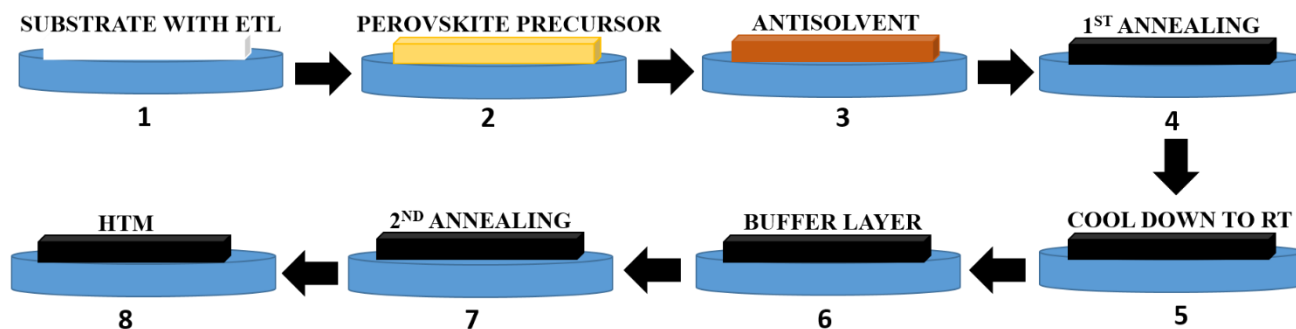 SUBSTRATE WITH ETL
PEROVSKITE PRECURSOR
ANTISOLVENT
1ST ANNEALING
1
2
3
4
HTM
2ND ANNEALING
BUFFER LAYER
COOL DOWN TO RT
8
7
6
5